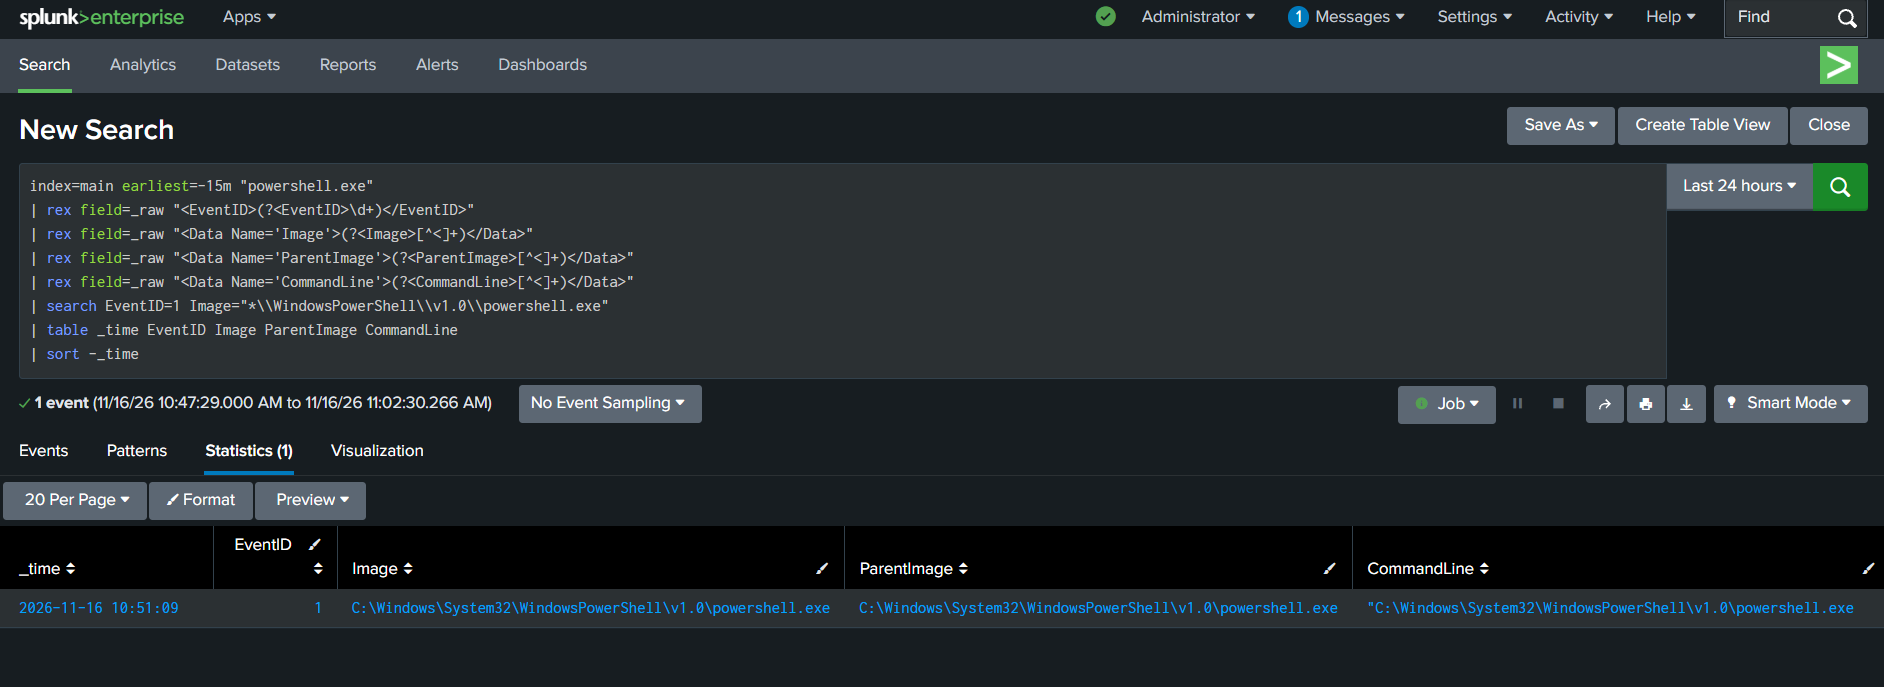 splunk>enterprise Apps Administrator 1 Messages Settings Activity Help Find
Search Analytics Datasets Reports Alerts Dashboards >
New Search Save As Create Table View Close
index=main earliest=-15m "powershell.exe" Last 24 hours
| rex field=_raw "<EventID>(?<EventID>\d+)</EventID>"
| rex field=_raw "<Data Name='Image'>(?<Image>[^<]+)</Data>"
| rex field=_raw "<Data Name='ParentImage'>(?<ParentImage>[^<]+)</Data>"
| rex field=_raw "<Data Name='CommandLine'>(?<CommandLine>[^<]+)</Data>"
| search EventID=1 Image="*\\WindowsPowerShell\\v1.0\\powershell.exe"
| table _time EventID Image ParentImage CommandLine
| sort -_time
1 event (11/16/26 10:47:29.000 AM to 11/16/26 11:02:30.266 AM) No Event Sampling Job Smart Mode
Events Patterns Statistics (1) Visualization
20 Per Page Format Preview
_time EventID Image ParentImage CommandLine
2026-11-16 10:51:09 1 C:\Windows\System32\WindowsPowerShell\v1.0\powershell.exe C:\Windows\System32\WindowsPowerShell\v1.0\powershell.exe "C:\Windows\System32\WindowsPowerShell\v1.0\powershell.exe